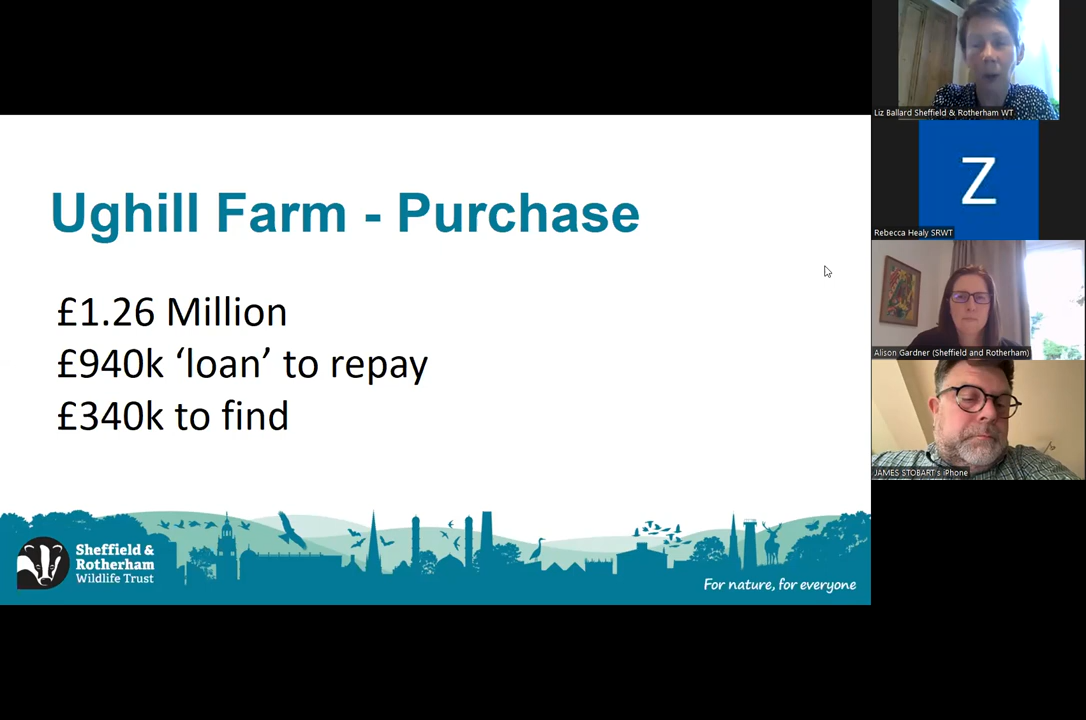 Ughill Farm - Purchase
£1.26 Million
£940k ‘loan’ to repay
£340k to find
Sheffield &
Rotherham
Wildlife Trust
For nature, for everyone
Liz Ballard Sheffield & Rotherham WT
Z
Rebecca Healy SRWT
Alison Gardner (Sheffield and Rotherham)
JAMES STOBART's iPhone